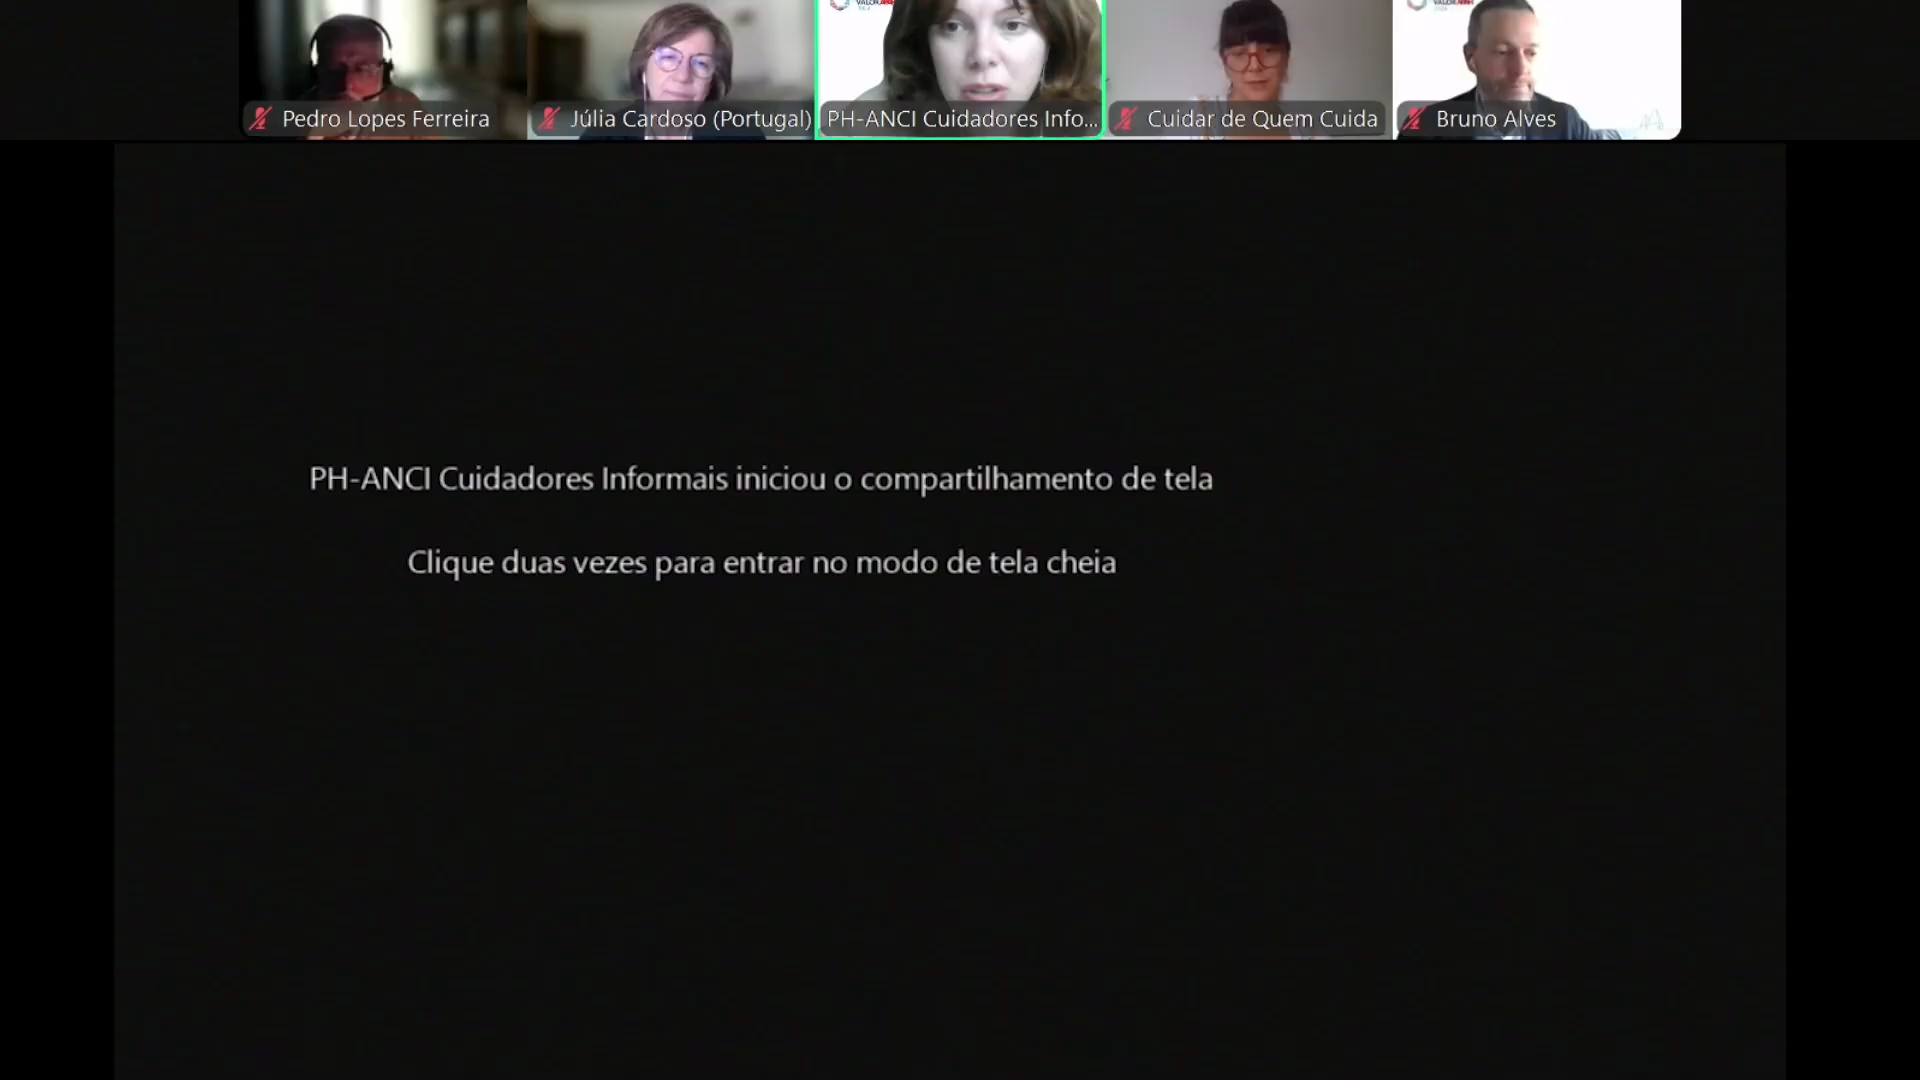 Pedro Lopes Ferreira
Júlia Cardoso (Portugal)
PH-ANCI Cuidadores Info...
Cuidar de Quem Cuida
Bruno Alves
PH-ANCI Cuidadores Informais iniciou o compartilhamento de tela
Clique duas vezes para entrar no modo de tela cheia